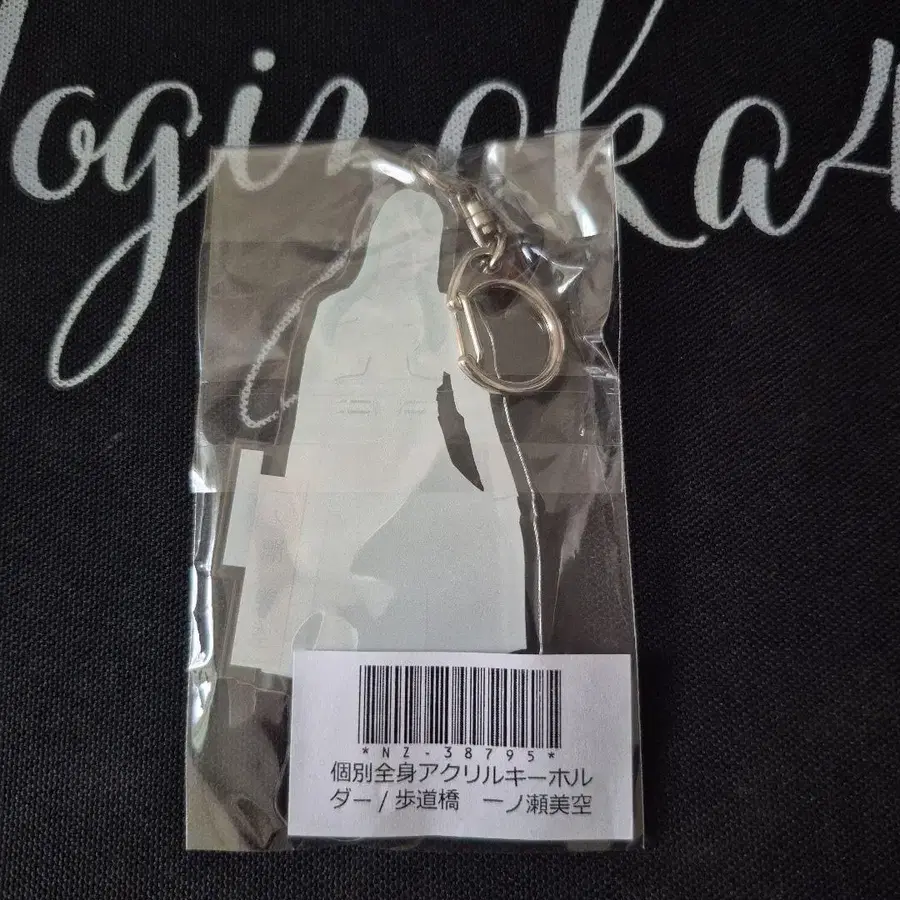 Nogizaka4
*NZ-38795*
個別全身アクリルキーホル
ダー / 歩道橋 一ノ瀬美空